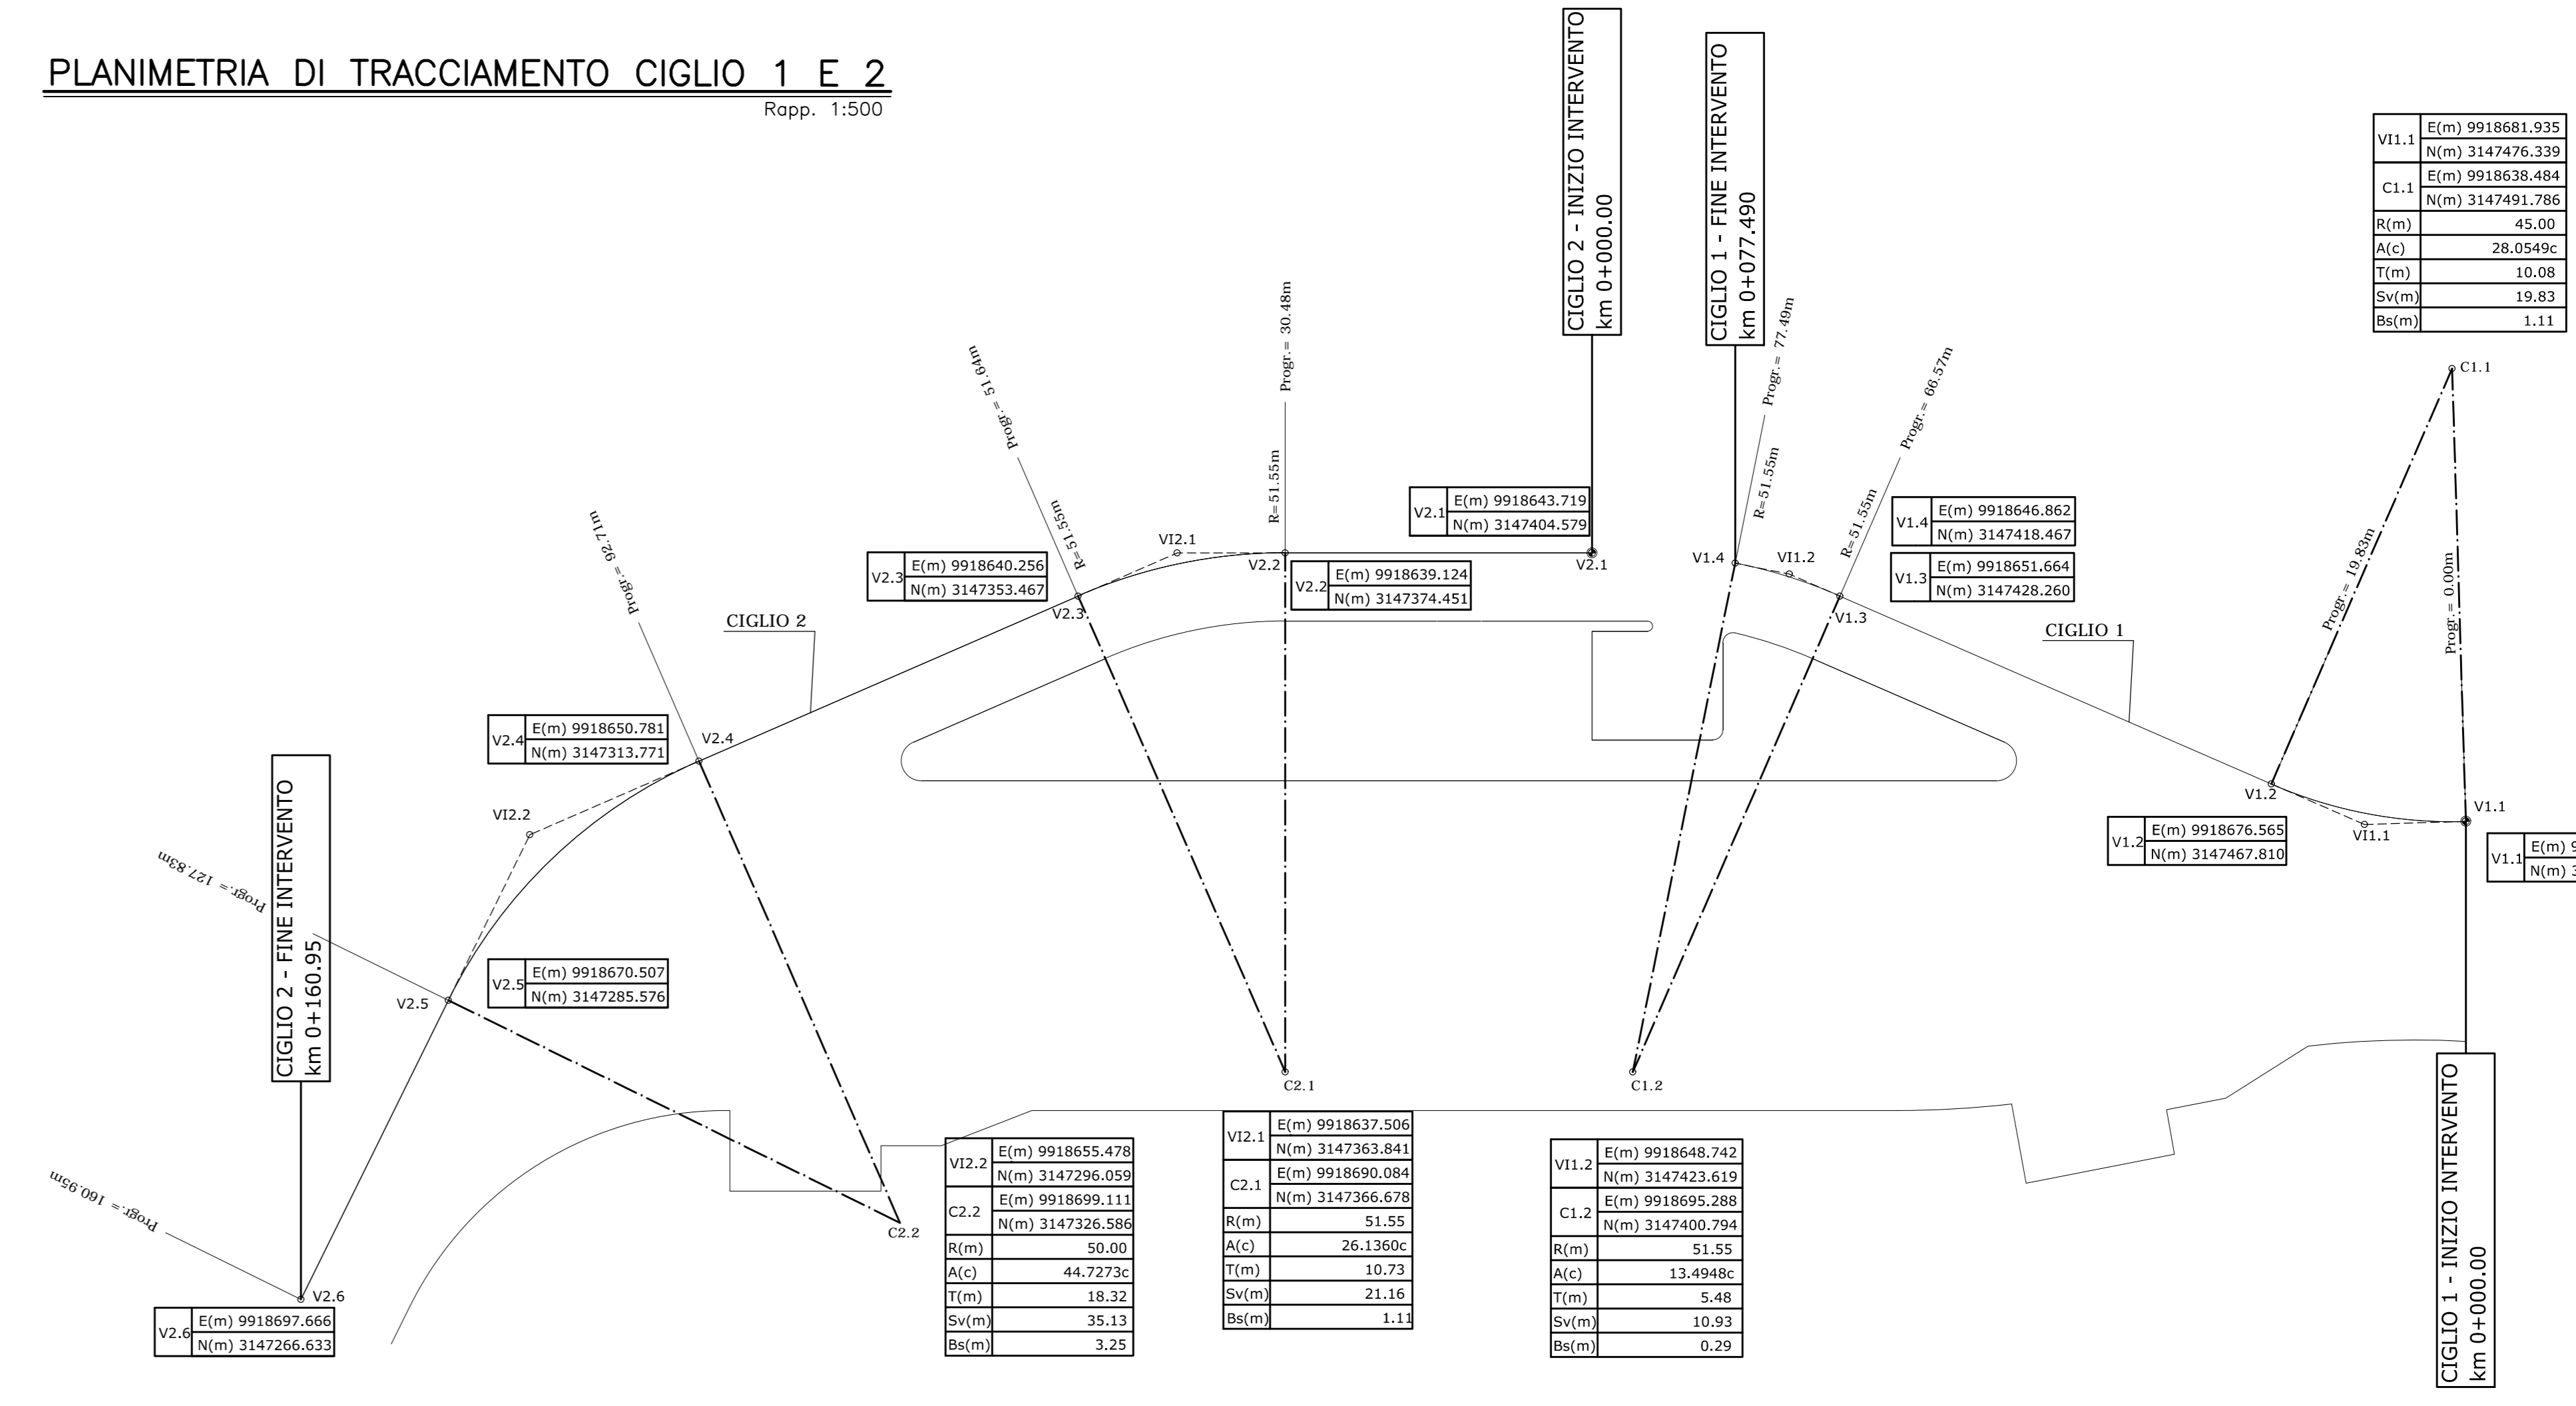 PLANIMETRIA DI TRACCIAMENTO CIGLIO 1 E 2
Rapp. 1:500
CIGLIO 2 - INIZIO INTERVENTO
km 0+000.00
CIGLIO 1 - FINE INTERVENTO
km 0+077.490
VI1.1
E(m) 9918681.935
N(m) 3147476.339
C1.1
E(m) 9918638.484
N(m) 3147491.786
R(m) 45.00
A(c) 28.0549c
T(m) 10.08
Sv(m) 19.83
Bs(m) 1.11
C1.1
Progr.= 19.83m
Progr.= 0.00m
Progr.= 92.71m
Progr.= 51.64m
R=51.55m
Progr.= 30.48m
R=51.55m
Progr.= 77.49m
R=51.55m
Progr.= 66.57m
R=51.55m
V2.1
E(m) 9918643.719
N(m) 3147404.579
V1.4
E(m) 9918646.862
N(m) 3147418.467
V1.3
E(m) 9918651.664
N(m) 3147428.260
V2.3
E(m) 9918640.256
N(m) 3147353.467
V2.2
E(m) 9918639.124
N(m) 3147374.451
VI2.1
V2.2
V2.1
V1.4
VI1.2
V2.3
V1.3
CIGLIO 2
CIGLIO 1
V2.4
E(m) 9918650.781
N(m) 3147313.771
V2.4
VI2.2
V1.2
V1.1
VI1.1
V1.2
E(m) 9918676.565
N(m) 3147467.810
V1.1
E(m) 9
N(m) 3
CIGLIO 2 - FINE INTERVENTO
km 0+160.95
Progr.= 127.83m
V2.5
V2.5
E(m) 9918670.507
N(m) 3147285.576
C2.1
C1.2
C2.2
Progr.= 160.95m
V2.6
V2.6
E(m) 9918697.666
N(m) 3147266.633
VI2.2
E(m) 9918655.478
N(m) 3147296.059
C2.2
E(m) 9918699.111
N(m) 3147326.586
R(m) 50.00
A(c) 44.7273c
T(m) 18.32
Sv(m) 35.13
Bs(m) 3.25
VI2.1
E(m) 9918637.506
N(m) 3147363.841
C2.1
E(m) 9918690.084
N(m) 3147366.678
R(m) 51.55
A(c) 26.1360c
T(m) 10.73
Sv(m) 21.16
Bs(m) 1.11
VI1.2
E(m) 9918648.742
N(m) 3147423.619
C1.2
E(m) 9918695.288
N(m) 3147400.794
R(m) 51.55
A(c) 13.4948c
T(m) 5.48
Sv(m) 10.93
Bs(m) 0.29
CIGLIO 1 - INIZIO INTERVENTO
km 0+000.00